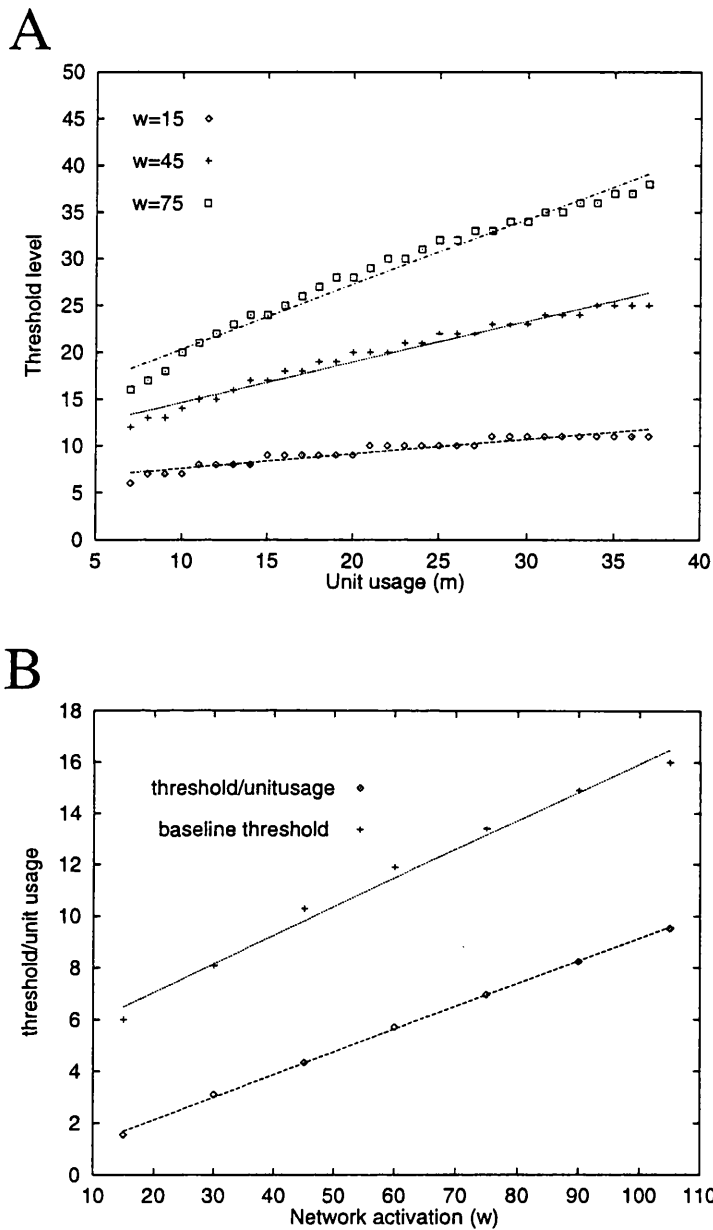 A
50
45
40
35
30
25
20
15
10
5
0
Threshold level
w=15
w=45
w=75
5 10 15 20 25 30 35 40
Unit usage (m)
B
18
16
14
12
10
8
6
4
2
0
threshold/unit usage
threshold/unitusage
baseline threshold
10 20 30 40 50 60 70 80 90 100 110
Network activation (w)